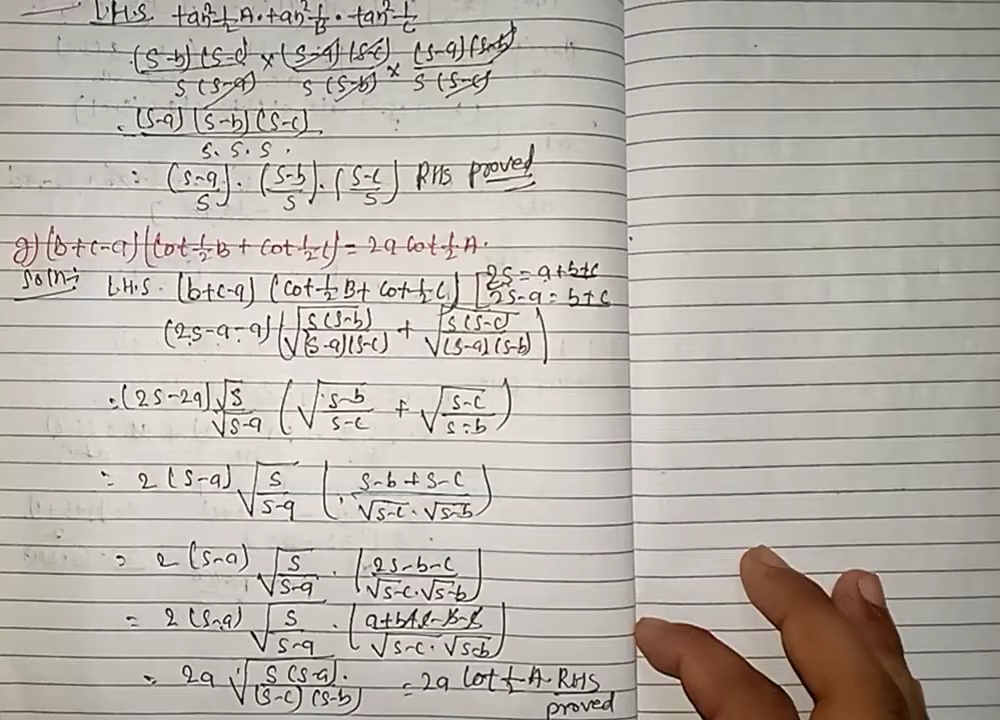 L.H.S. tan²½A · tan²½B · tan²½C
(s-b)(s-c)/s(s-a) × (s-a)(s-c)/s(s-b) × (s-a)(s-b)/s(s-c)
= (s-a)(s-b)(s-c)/s.s.s.
= (s-a/s) · (s-b/s) · (s-c/s) RHS proved
g) (b+c-a)(cot½B + cot½C) = 2a cot½A.
Soln:- L.H.S. (b+c-a) (cot½B + cot½C) [2s = a+b+c
2s-a = b+c
(2s-a-a) (√s(s-b)/√(s-a)(s-c) + √s(s-c)/√(s-a)(s-b))
= (2s-2a) √s/√s-a (√s-b/s-c + √s-c/s-b)
= 2(s-a) √s/s-a (s-b+s-c/√s-c · √s-b)
= 2(s-a) √s/s-a · (2s-b-c/√s-c · √s-b)
= 2(s-a) √s/s-a · (a+b+c-b-c/√s-c · √s-b)
= 2a √s(s-a)/(s-c)(s-b) = 2a cot½A. RHS
proved